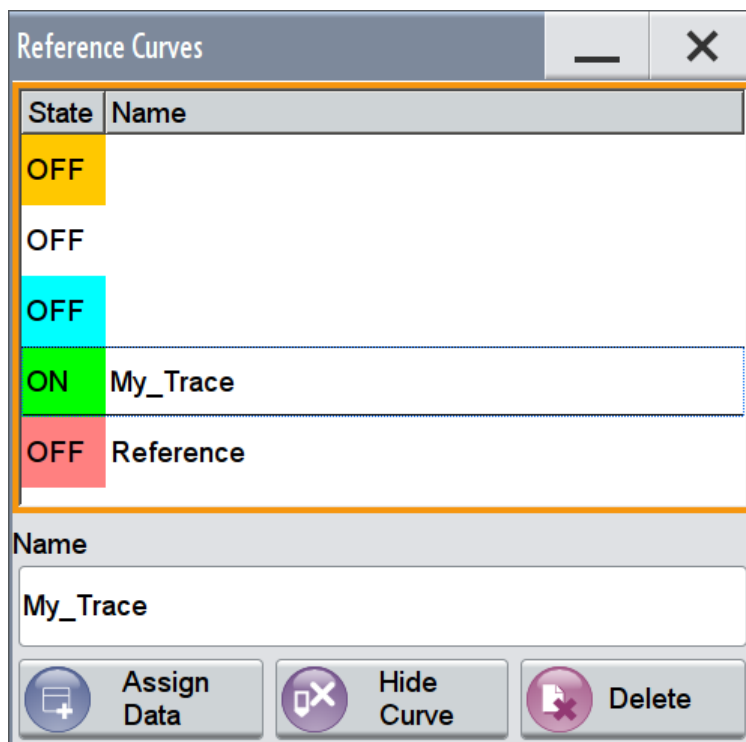 Reference Curves
State Name
OFF
OFF
OFF
ON My_Trace
OFF Reference
Name
My_Trace
Assign Data
Hide Curve
Delete